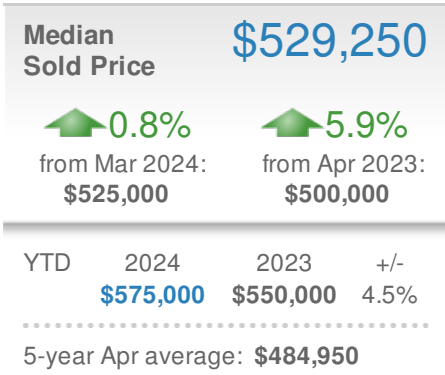 Median $529,250
Sold Price
0.8% 5.9%
from Mar 2024: from Apr 2023:
$525,000 $500,000
YTD 2024 2023 +/-
$575,000 $550,000 4.5%
5-year Apr average: $484,950